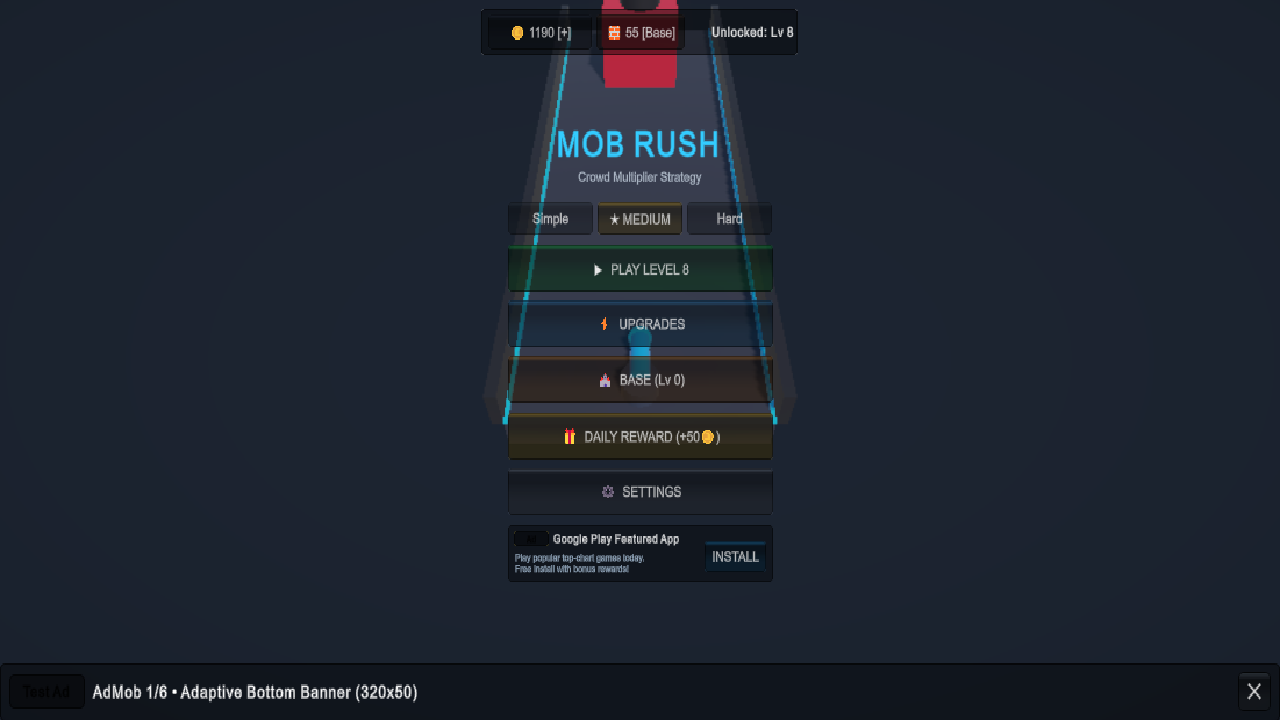 1190 [+]
55 [Base]
Unlocked: Lv 8
MOB RUSH
Crowd Multiplier Strategy
Simple
★ MEDIUM
Hard
▶ PLAY LEVEL 8
UPGRADES
BASE (Lv 0)
DAILY REWARD (+50🪙)
SETTINGS
Google Play Featured App
Play popular top-chart games today.
Free install with bonus rewards!
INSTALL
Test Ad
AdMob 1/6 • Adaptive Bottom Banner (320x50)
X